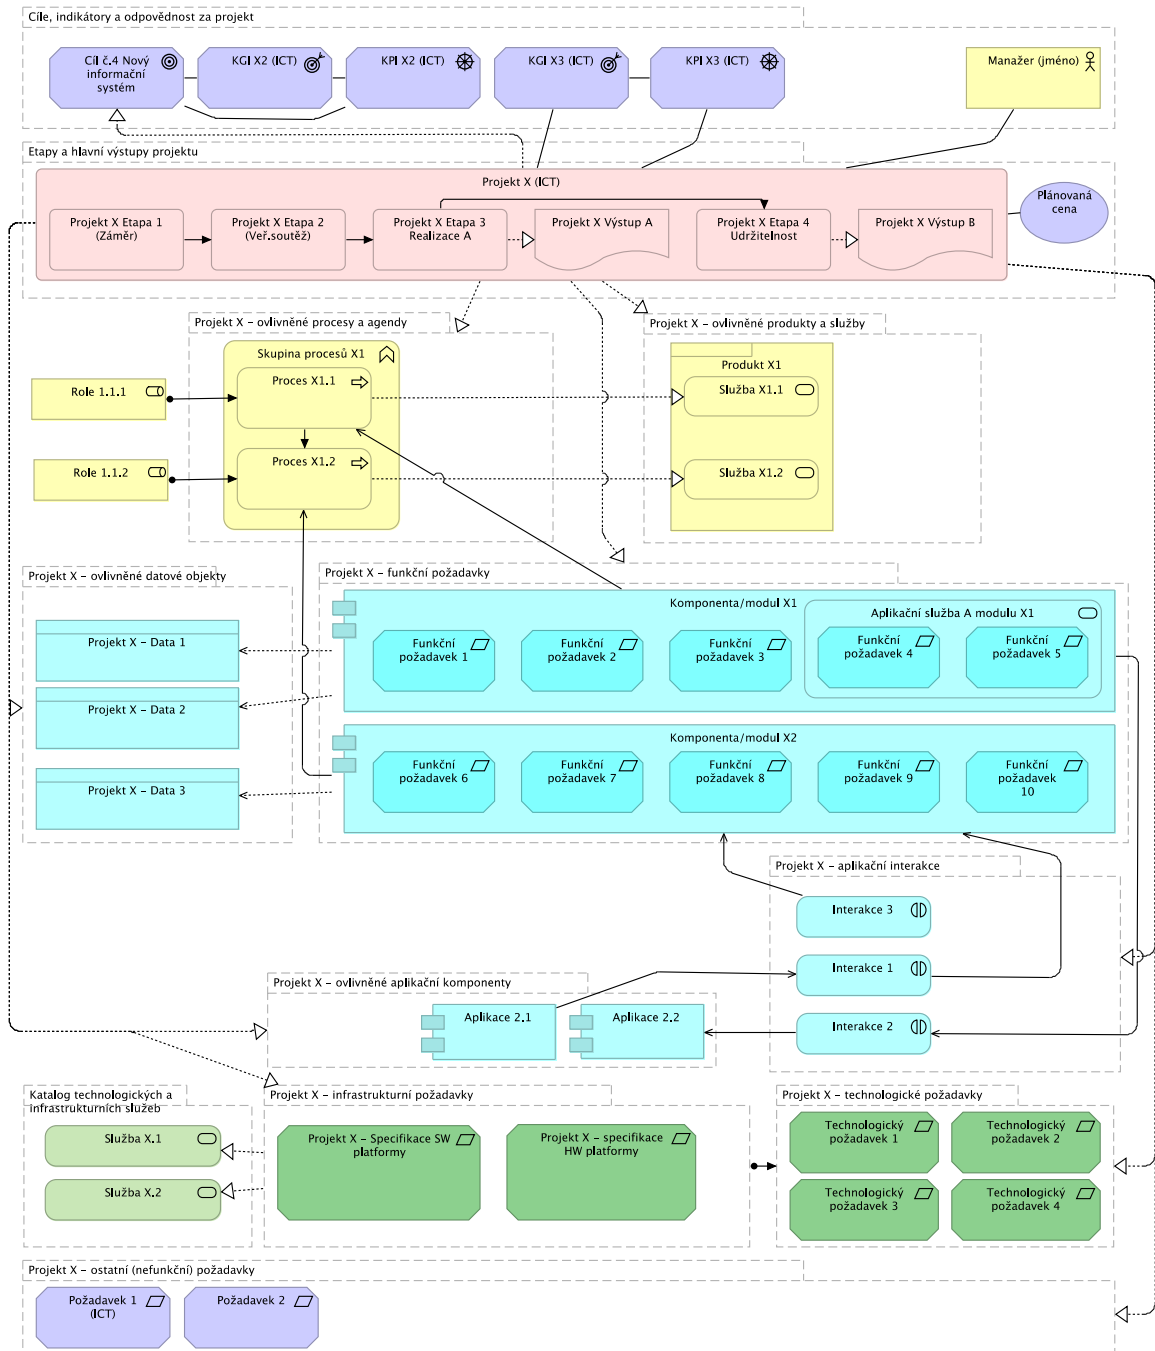 Cíle, indikátory a odpovědnost za projekt
Cíl č.4 Nový
informační
systém
KGI X2 (ICT)
KPI X2 (ICT)
KGI X3 (ICT)
KPI X3 (ICT)
Manažer (jméno)
Etapy a hlavní výstupy projektu
Projekt X (ICT)
Projekt X Etapa 1
(Záměr)
Projekt X Etapa 2
(Veř.soutěž)
Projekt X Etapa 3
Realizace A
Projekt X Výstup A
Projekt X Etapa 4
Udržitelnost
Projekt X Výstup B
Plánovaná
cena
Projekt X – ovlivněné procesy a agendy
Projekt X – ovlivněné produkty a služby
Skupina procesů X1
Proces X1.1
Proces X1.2
Role 1.1.1
Role 1.1.2
Produkt X1
Služba X1.1
Služba X1.2
Projekt X – ovlivněné datové objekty
Projekt X – Data 1
Projekt X – Data 2
Projekt X – Data 3
Projekt X – funkční požadavky
Komponenta/modul X1
Funkční
požadavek 1
Funkční
požadavek 2
Funkční
požadavek 3
Aplikační služba A modulu X1
Funkční
požadavek 4
Funkční
požadavek 5
Komponenta/modul X2
Funkční
požadavek 6
Funkční
požadavek 7
Funkční
požadavek 8
Funkční
požadavek 9
Funkční
požadavek
10
Projekt X – aplikační interakce
Interakce 3
Interakce 1
Interakce 2
Projekt X – ovlivněné aplikační komponenty
Aplikace 2.1
Aplikace 2.2
Katalog technologických a
infrastrukturních služeb
Služba X.1
Služba X.2
Projekt X – infrastrukturní požadavky
Projekt X – Specifikace SW
platformy
Projekt X – specifikace
HW platformy
Projekt X – technologické požadavky
Technologický
požadavek 1
Technologický
požadavek 2
Technologický
požadavek 3
Technologický
požadavek 4
Projekt X – ostatní (nefunkční) požadavky
Požadavek 1
(ICT)
Požadavek 2